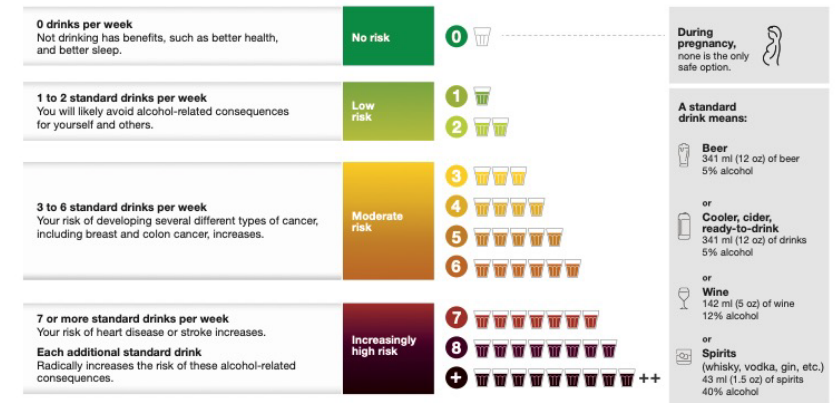 0 drinks per week
Not drinking has benefits, such as better health,
and better sleep.
No risk
0
1 to 2 standard drinks per week
You will likely avoid alcohol-related consequences
for yourself and others.
Low
risk
1
2
3 to 6 standard drinks per week
Your risk of developing several different types of cancer,
including breast and colon cancer, increases.
Moderate
risk
3
4
5
6
7 or more standard drinks per week
Your risk of heart disease or stroke increases.
Each additional standard drink
Radically increases the risk of these alcohol-related
consequences.
Increasingly
high risk
7
8
+
++
During
pregnancy,
none is the only
safe option.
A standard
drink means:
Beer
341 ml (12 oz) of beer
5% alcohol
or
Cooler, cider,
ready-to-drink
341 ml (12 oz) of drinks
5% alcohol
or
Wine
142 ml (5 oz) of wine
12% alcohol
or
Spirits
(whisky, vodka, gin, etc.)
43 ml (1.5 oz) of spirits
40% alcohol